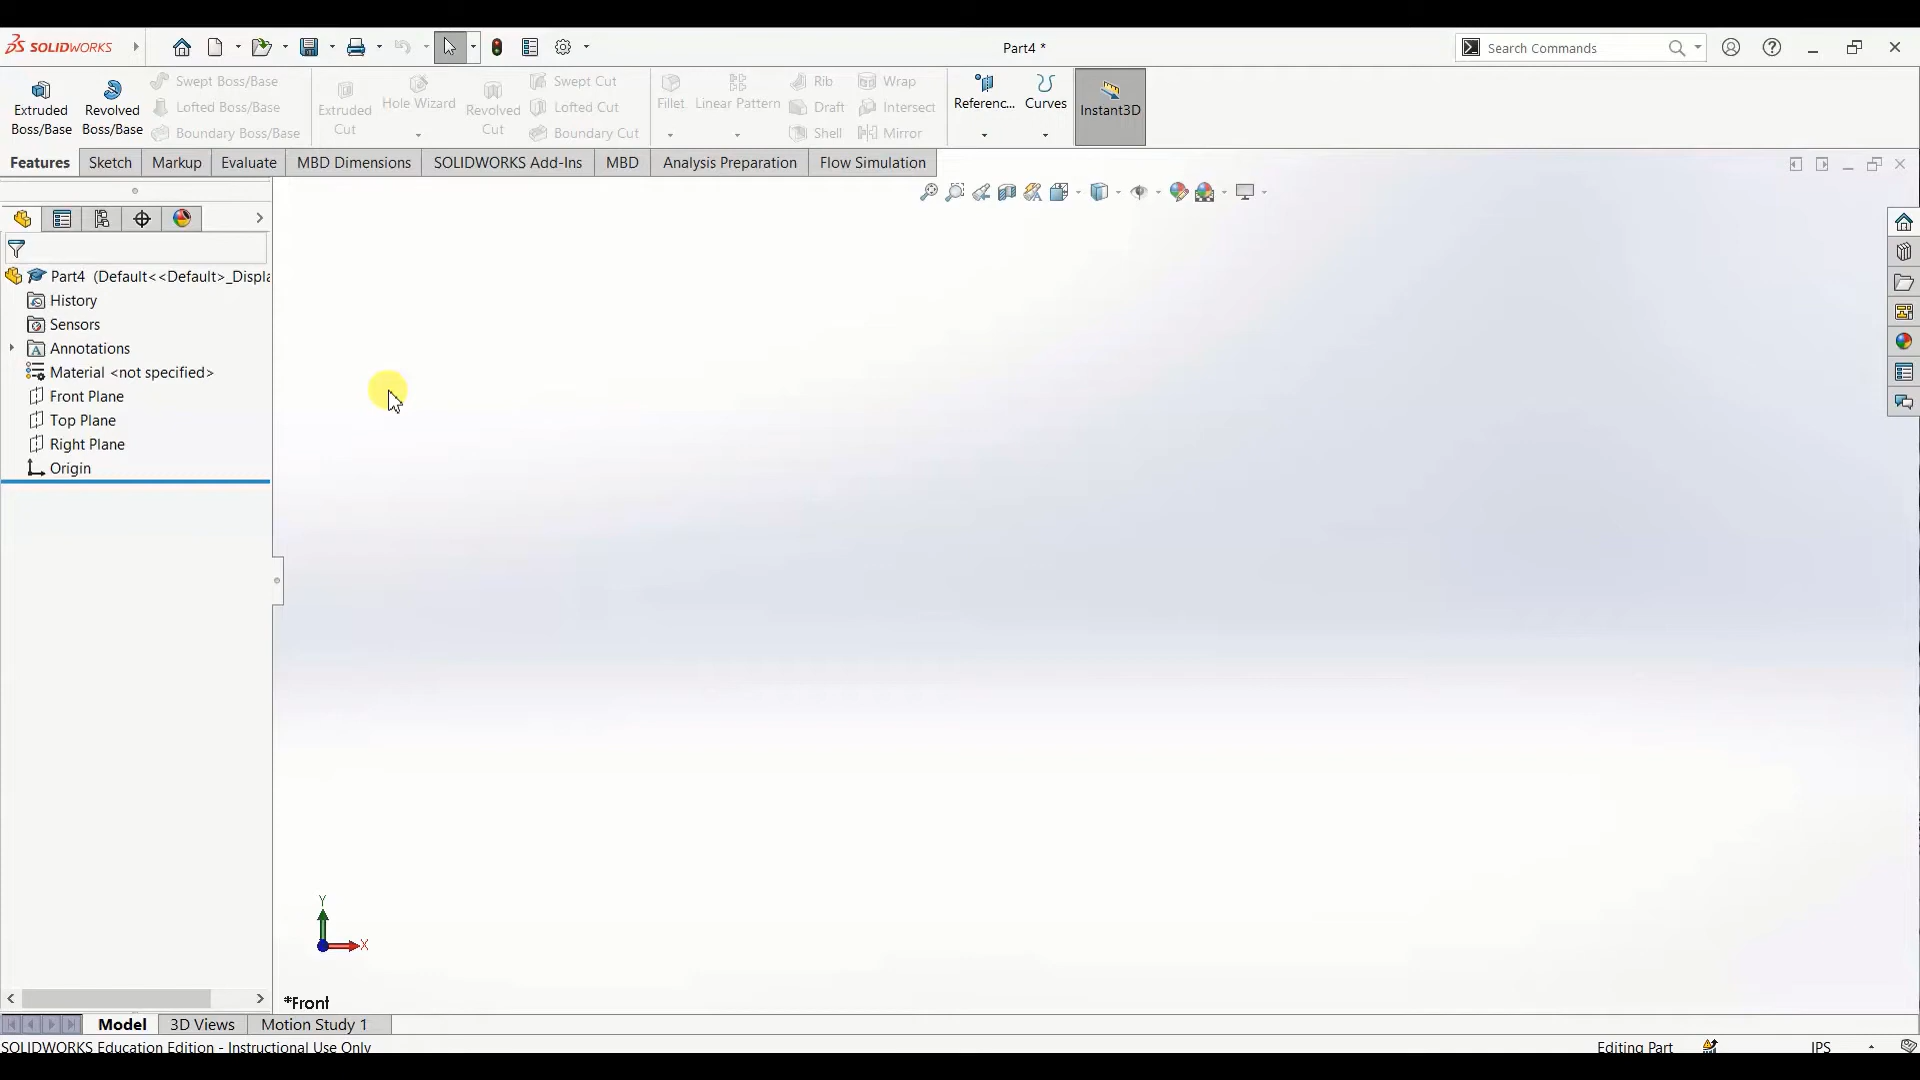 SOLIDWORKS
Part4 *
Search Commands
Extruded Boss/Base
Revolved Boss/Base
Swept Boss/Base
Lofted Boss/Base
Boundary Boss/Base
Extruded Cut
Hole Wizard
Revolved Cut
Swept Cut
Lofted Cut
Boundary Cut
Fillet
Linear Pattern
Rib
Draft
Shell
Wrap
Intersect
Mirror
Referenc...
Curves
Instant3D
Features
Sketch
Markup
Evaluate
MBD Dimensions
SOLIDWORKS Add-Ins
MBD
Analysis Preparation
Flow Simulation
Part4 (Default<<Default>_Displa
History
Sensors
Annotations
Material <not specified>
Front Plane
Top Plane
Right Plane
Origin
Y
X
*Front
Model
3D Views
Motion Study 1
SOLIDWORKS Education Edition - Instructional Use Only
Editing Part
IPS